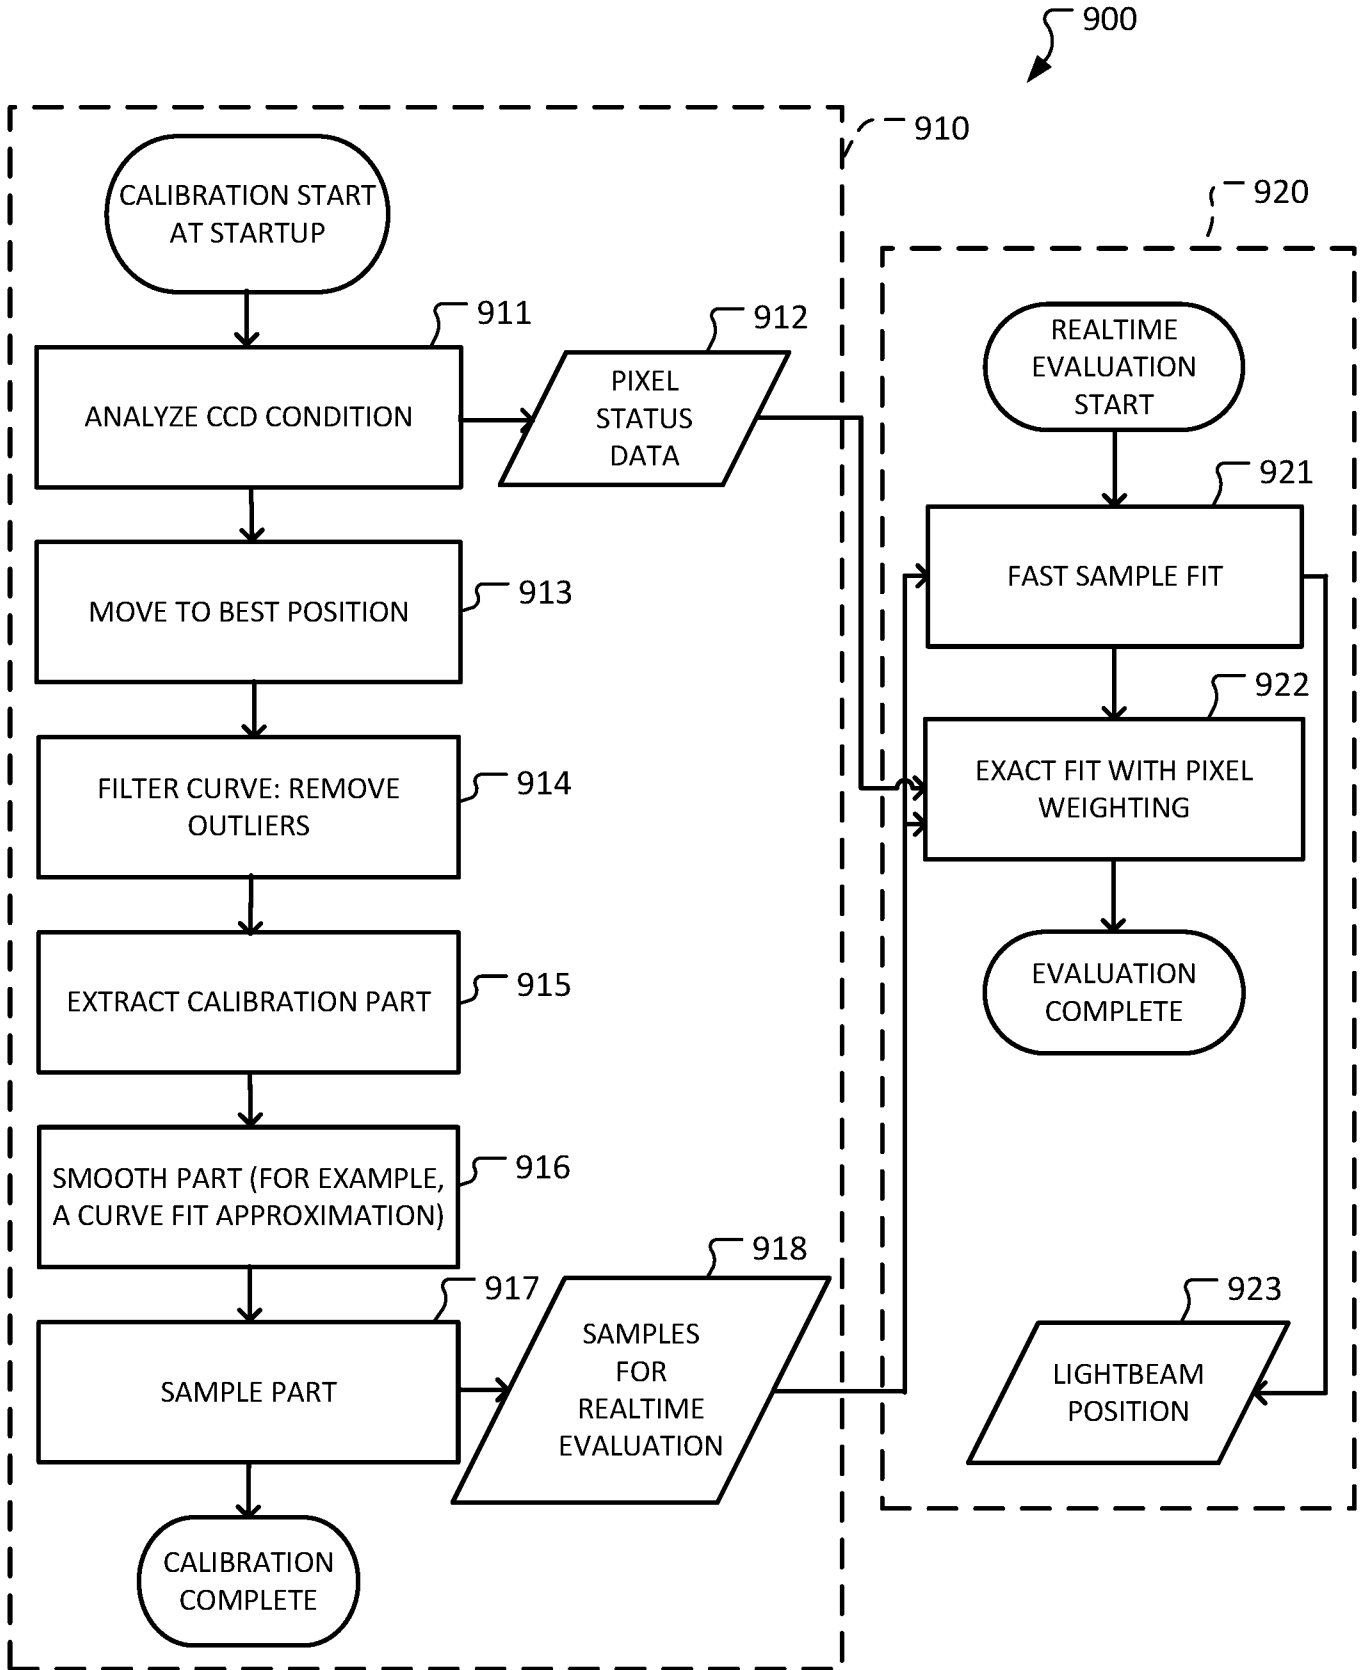 900
910
CALIBRATION START
AT STARTUP
911
ANALYZE CCD CONDITION
912
PIXEL
STATUS
DATA
913
MOVE TO BEST POSITION
914
FILTER CURVE: REMOVE
OUTLIERS
915
EXTRACT CALIBRATION PART
916
SMOOTH PART (FOR EXAMPLE,
A CURVE FIT APPROXIMATION)
917
SAMPLE PART
918
SAMPLES
FOR
REALTIME
EVALUATION
CALIBRATION
COMPLETE
920
REALTIME
EVALUATION
START
921
FAST SAMPLE FIT
922
EXACT FIT WITH PIXEL
WEIGHTING
EVALUATION
COMPLETE
923
LIGHTBEAM
POSITION